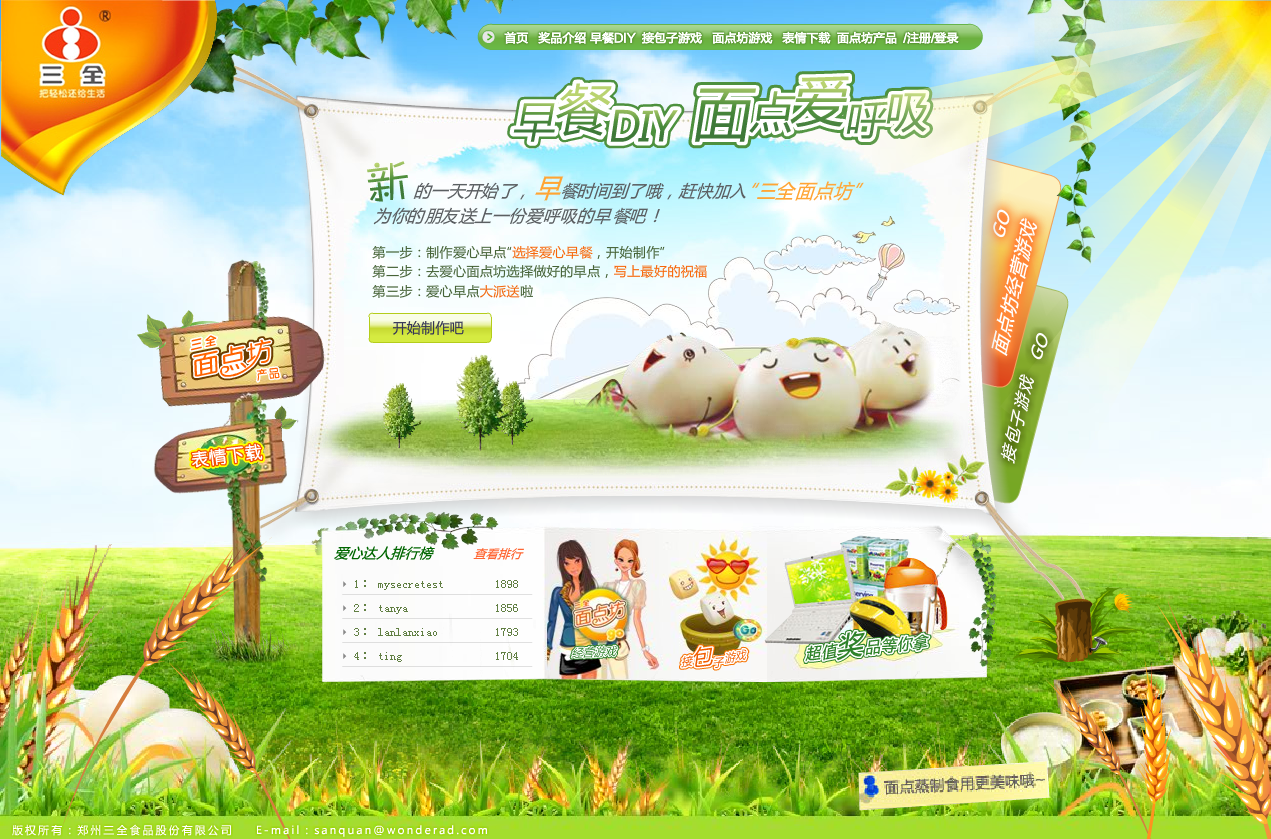 ®
三全
把轻松还给生活
首页 奖品介绍 早餐DIY 接包子游戏 面点坊游戏 表情下载 面点坊产品 /注册/登录
早餐DIY 面点爱呼吸
新的一天开始了，早餐时间到了哦，赶快加入“三全面点坊”
为你的朋友送上一份爱呼吸的早餐吧！
第一步：制作爱心早点“选择爱心早餐，开始制作”
第二步：去爱心面点坊选择做好的早点，写上最好的祝福
第三步：爱心早点大派送啦
开始制作吧
面点坊经营游戏 GO
接包子游戏 GO
三全
面点坊
产品
表情下载
爱心达人排行榜 查看排行
1： mysecretest 1898
2： tanya 1856
3： lanlanxiao 1793
4： ting 1704
面点坊
go
经营游戏
Go
接包子游戏
超值奖品等你拿
面点蒸制食用更美味哦~
版权所有：郑州三全食品股份有限公司 E-mail：sanquan@wonderad.com